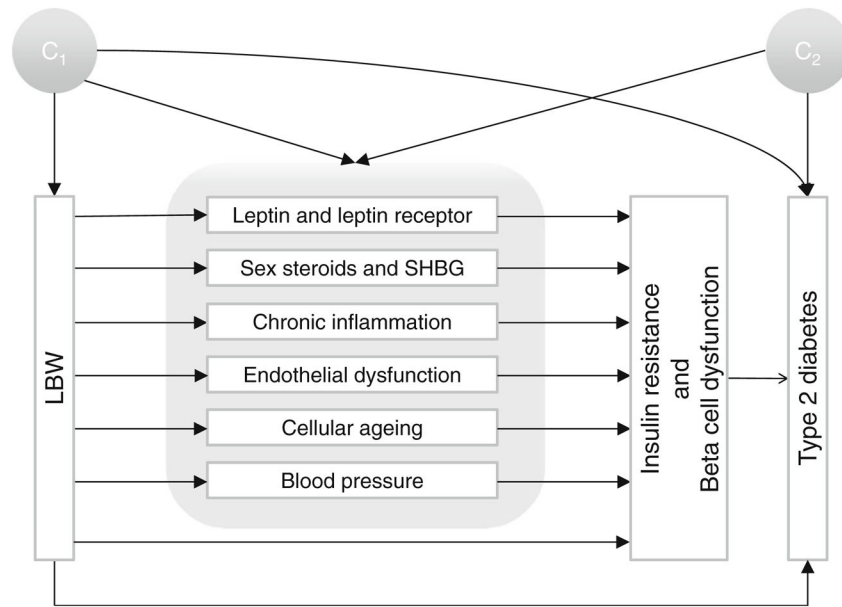 C₁
C₂
LBW
Leptin and leptin receptor
Sex steroids and SHBG
Chronic inflammation
Endothelial dysfunction
Cellular ageing
Blood pressure
Insulin resistance
and
Beta cell dysfunction
Type 2 diabetes